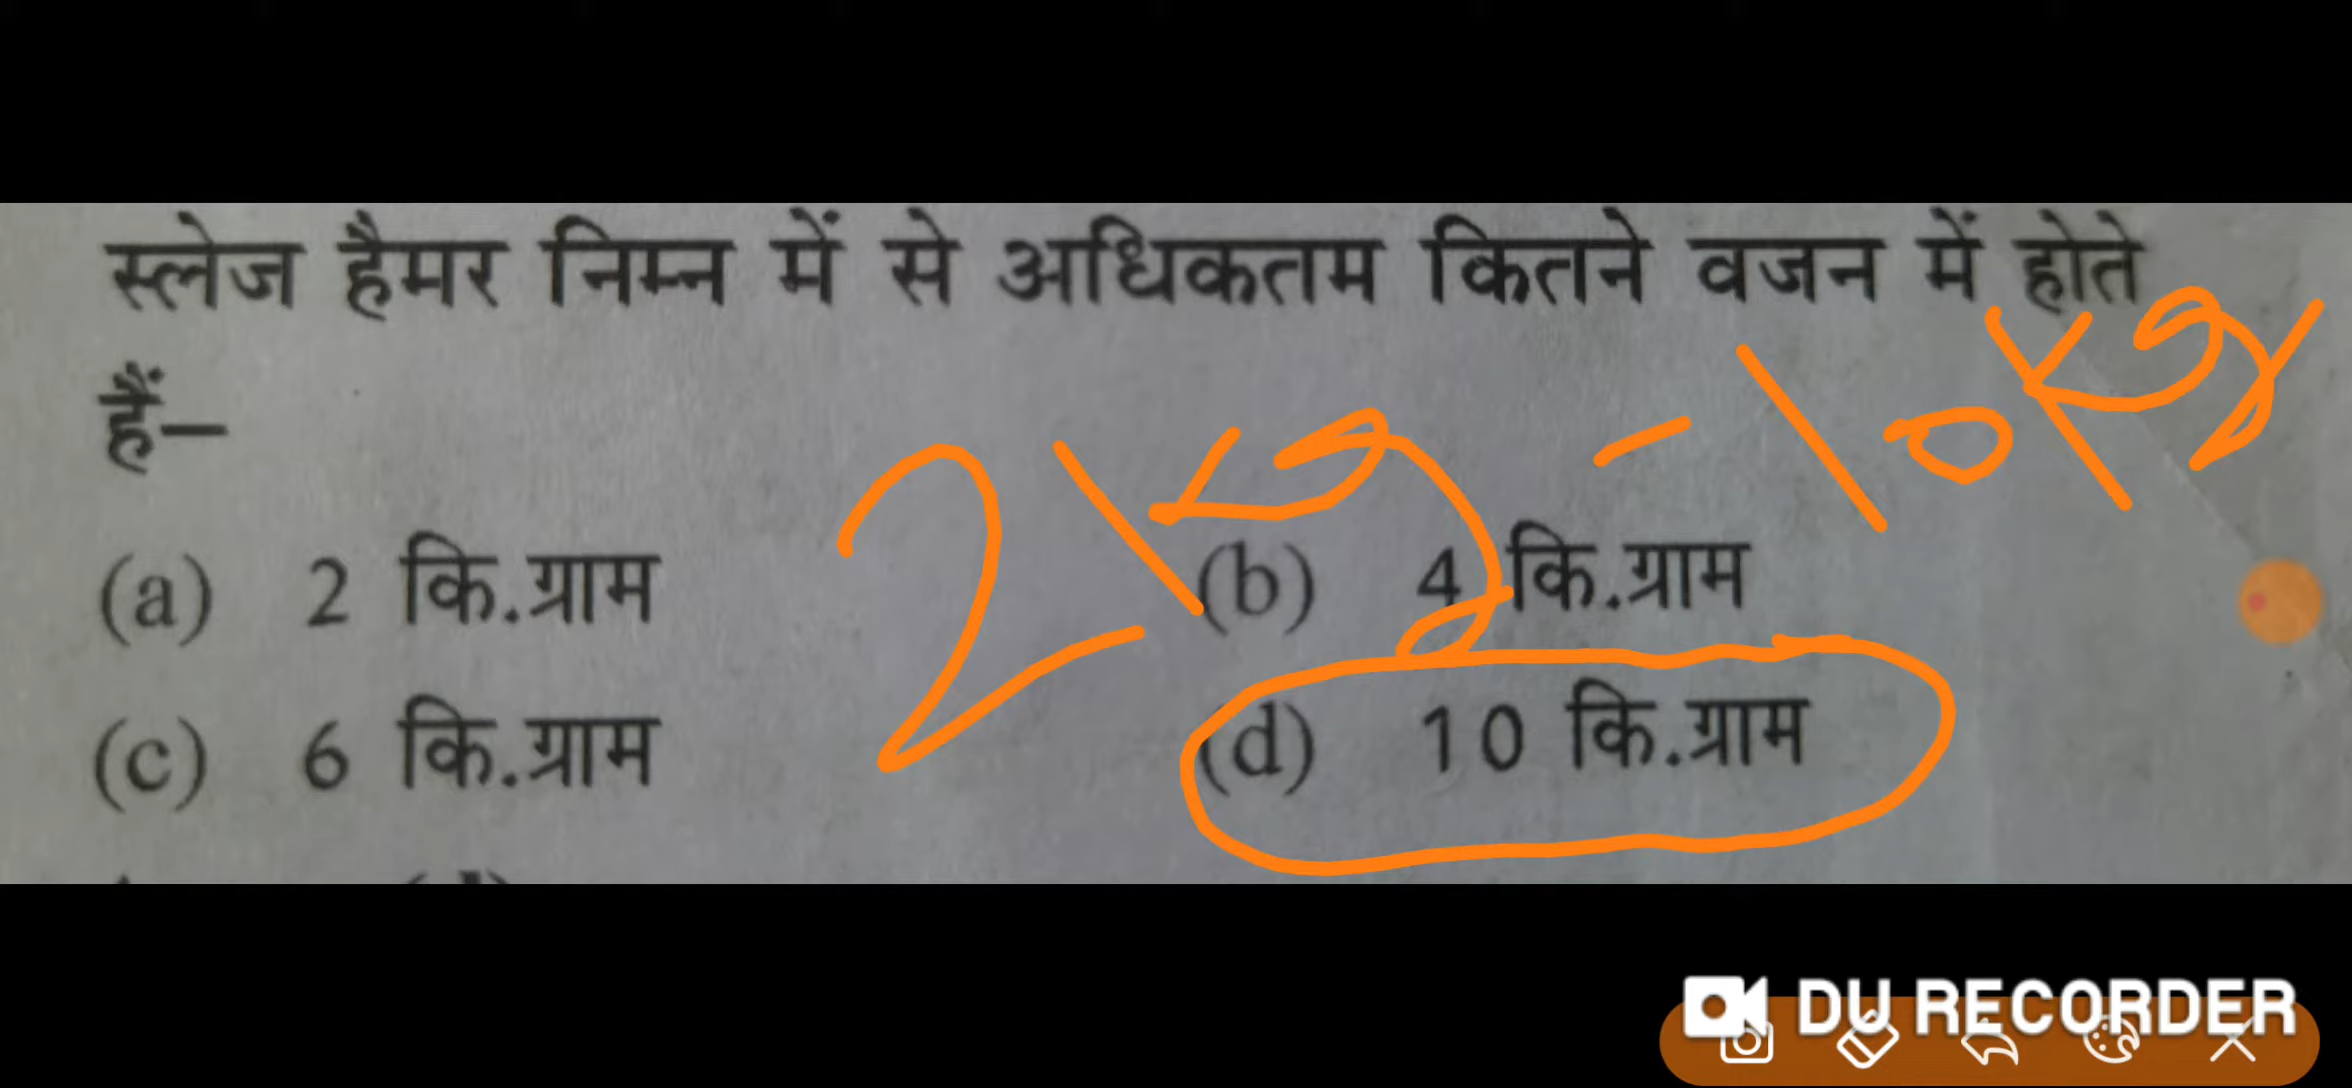 स्लेज हैमर निम्न में से अधिकतम कितने वजन में होते
हैं–
2Kg - 10Kg
(a) 2 कि.ग्राम (b) 4 कि.ग्राम
(c) 6 कि.ग्राम (d) 10 कि.ग्राम
DU RECORDER